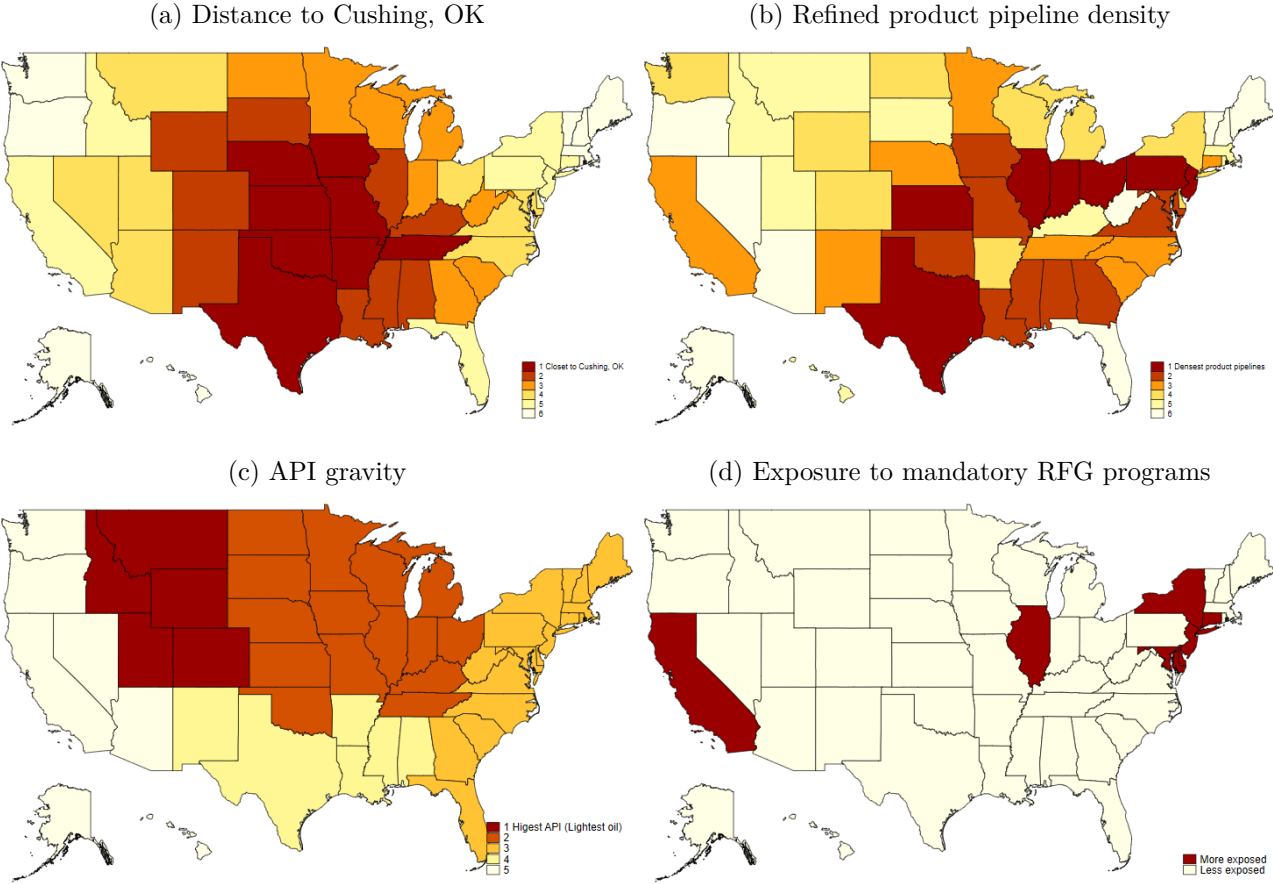 (a) Distance to Cushing, OK
1 Close to Cushing, OK
2
3
4
5
6
(b) Refined product pipeline density
1 Densest product pipelines
2
3
4
5
6
(c) API gravity
1 Higest API (Lightest oil)
2
3
4
5
(d) Exposure to mandatory RFG programs
More exposed
Less exposed